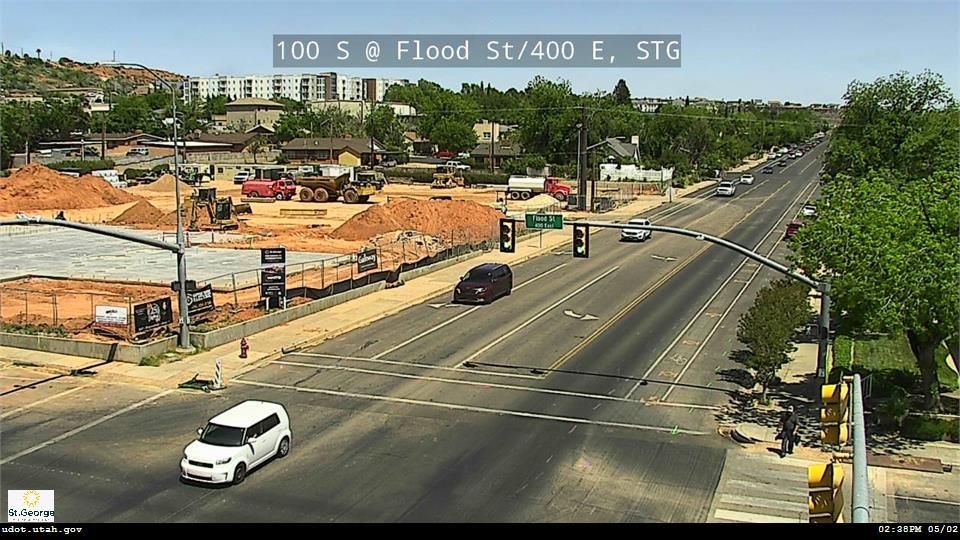 100 S @ Flood St/400 E, STG
Flood St
400 East
St.George
udot.utah.gov
02:38PM 05/02